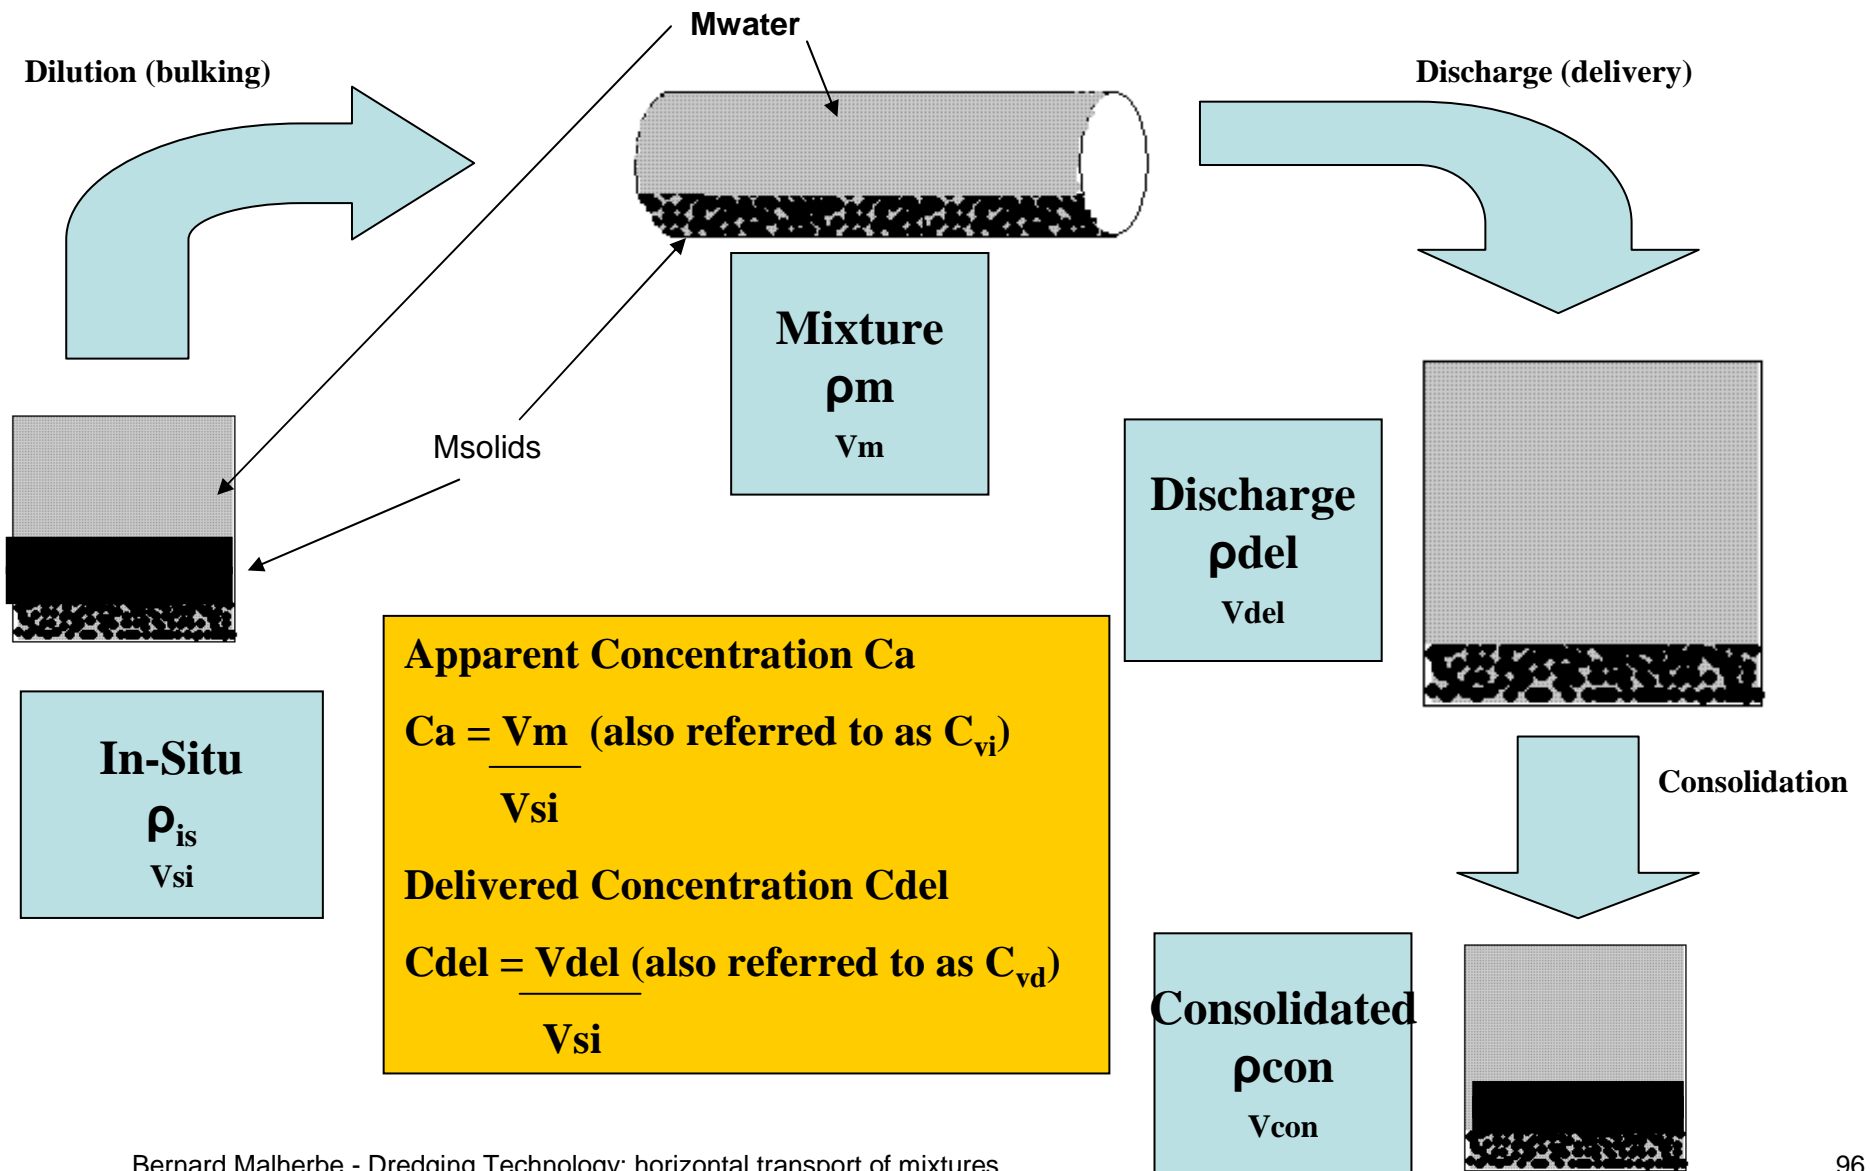 Mwater
Dilution (bulking)
Discharge (delivery)
Mixture
ρm
Vm
Msolids
Discharge
ρdel
Vdel
In-Situ
ρis
Vsi
Apparent Concentration Ca
Ca = Vm (also referred to as Cvi)
Vsi
Delivered Concentration Cdel
Cdel = Vdel (also referred to as Cvd)
Vsi
Consolidation
Consolidated
ρcon
Vcon
Bernard Malherbe - Dredging Technology: horizontal transport of mixtures
96